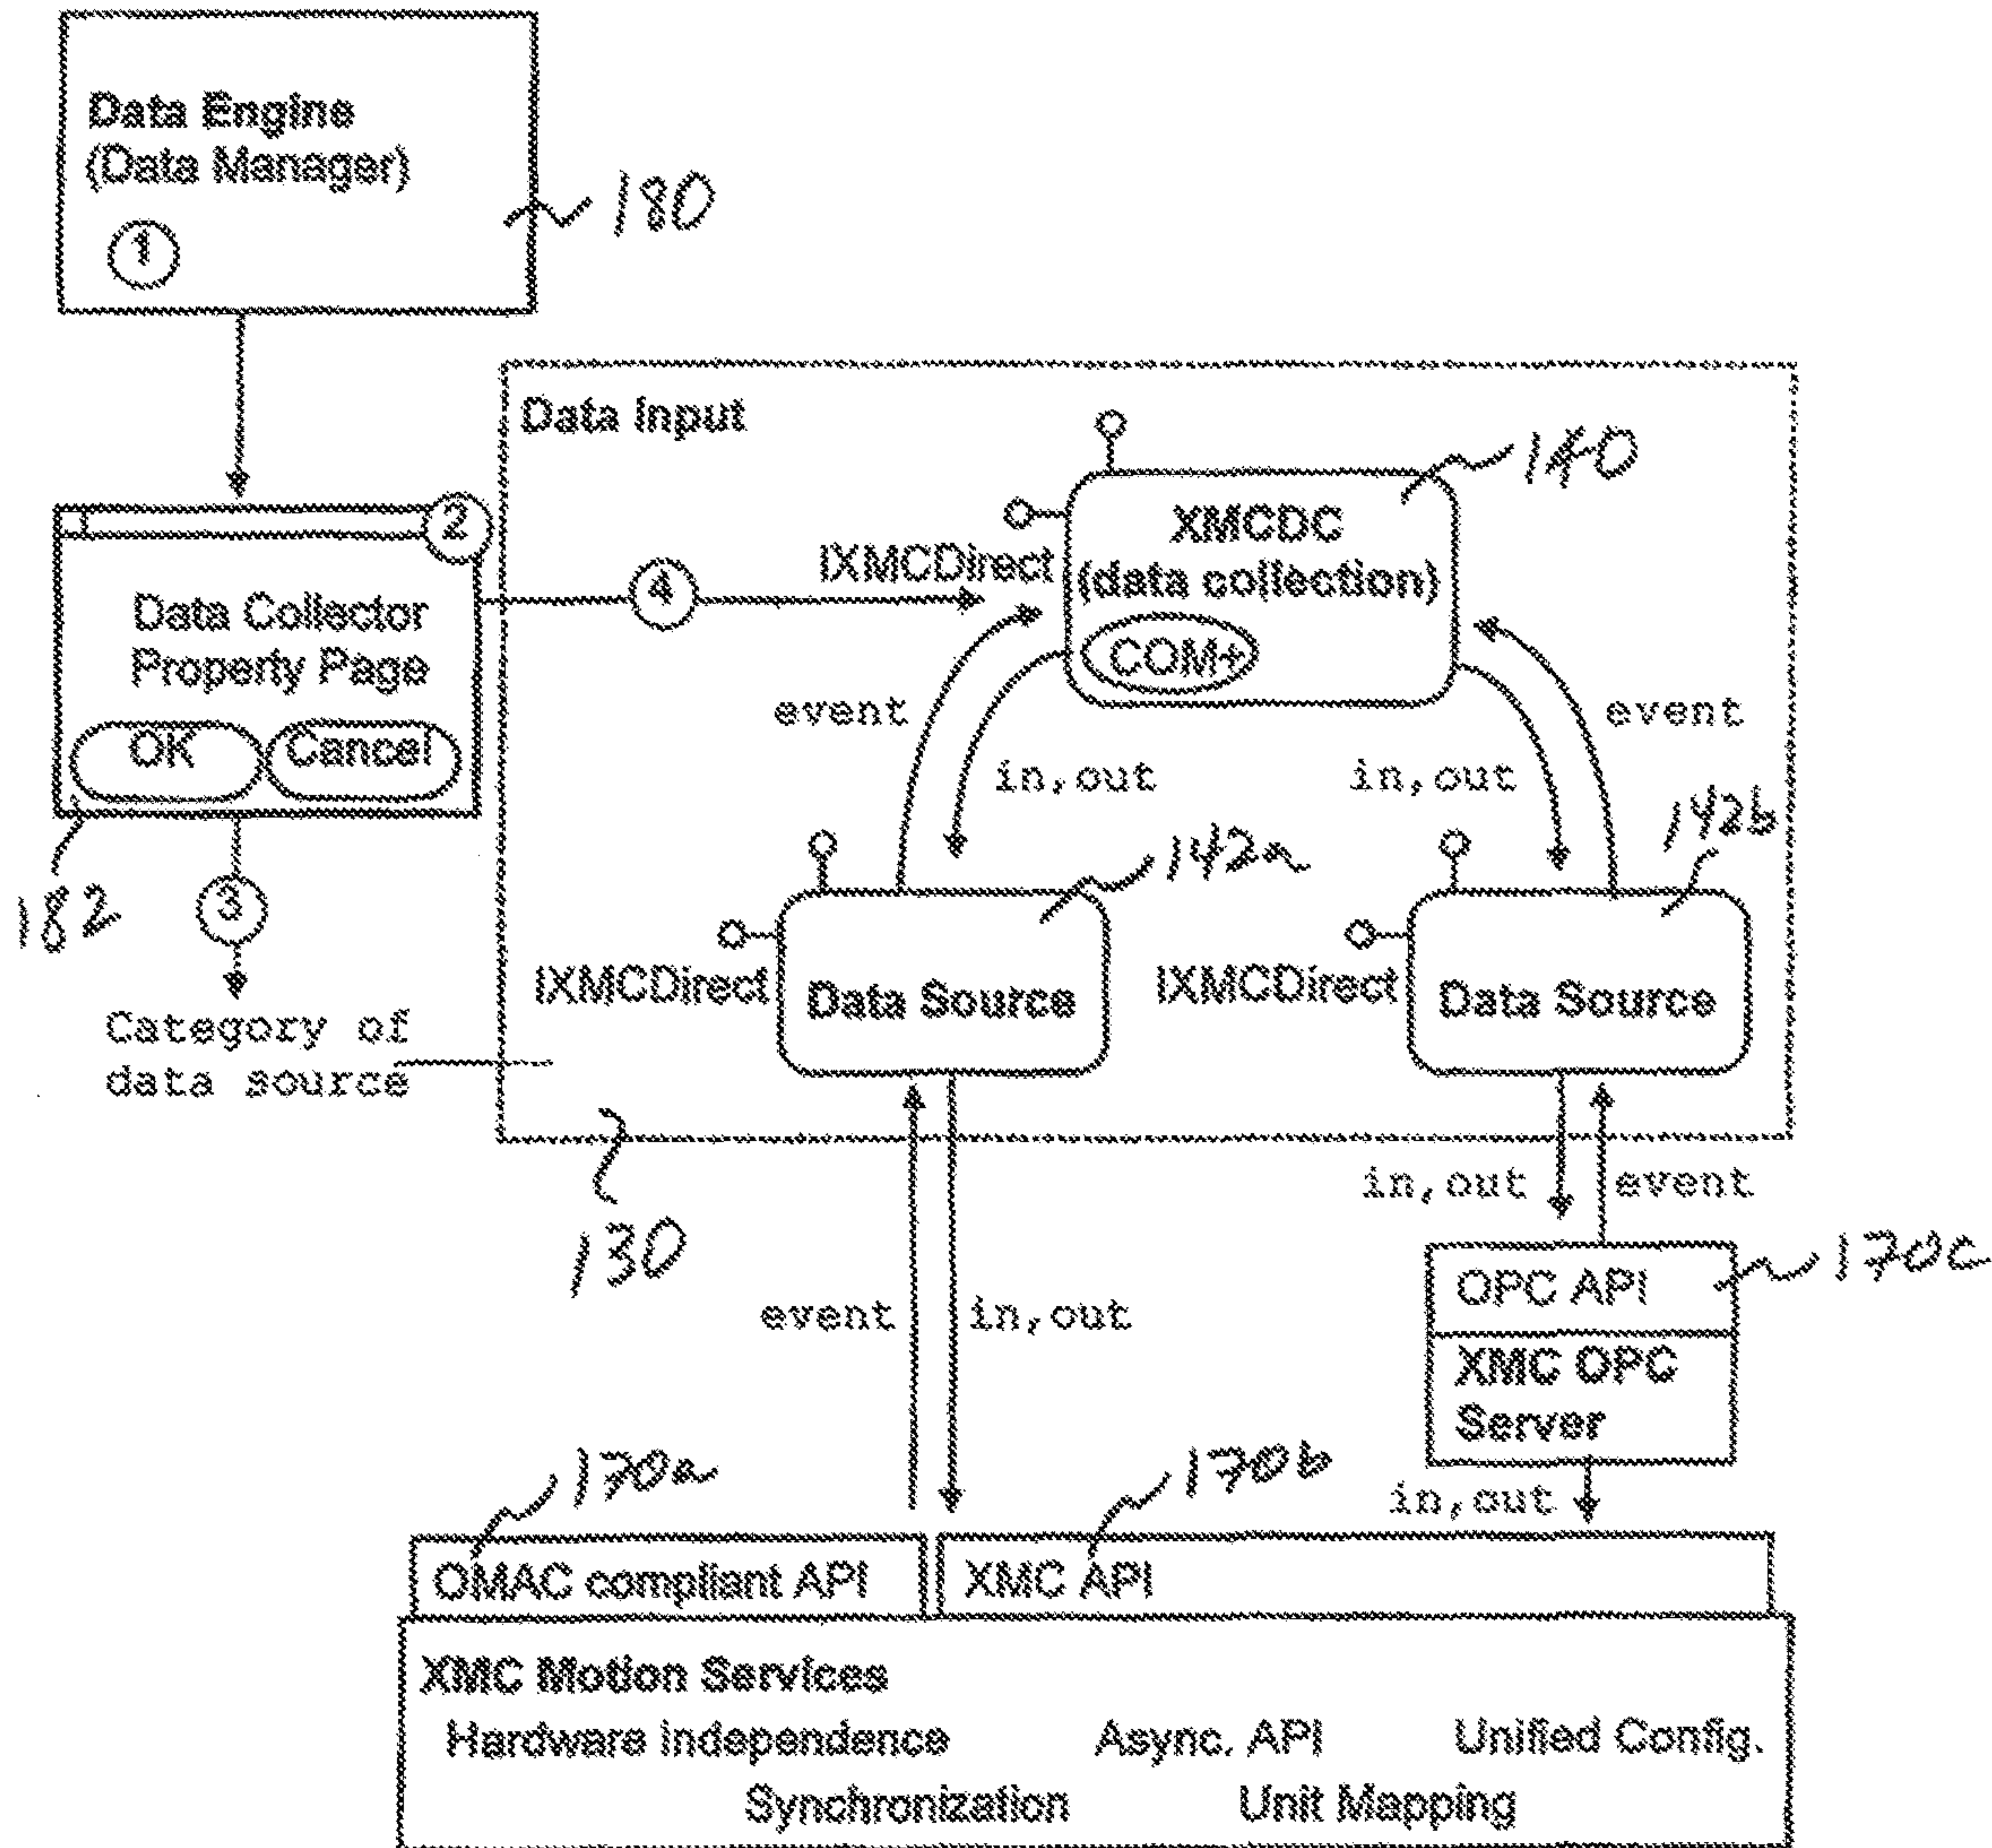 Data Engine
(Data Manager)
1
180
Data Input
140
2
XMCDC
(data collection)
COM+
IXMCDirect
4
Data Collector
Property Page
OK
Cancel
event
in,out
in,out
event
142a
142b
182
3
IXMCDirect
Data Source
IXMCDirect
Data Source
Category of
data source
130
in,out
event
170c
OPC API
XMC OPC
Server
event
in,out
in,out
170a
170b
OMAC compliant API
XMC API
XMC Motion Services
Hardware independence
Async. API
Unified Config.
Synchronization
Unit Mapping